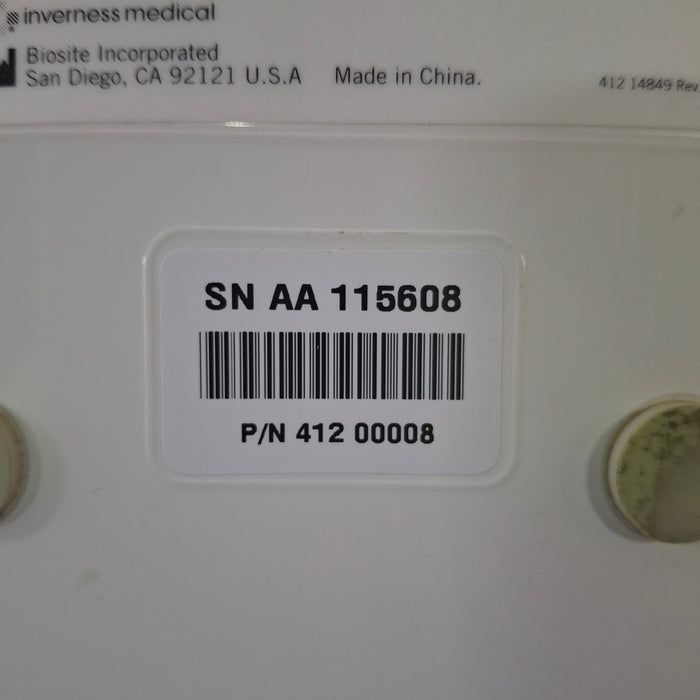 inverness medical
Biosite Incorporated
San Diego, CA 92121 U.S.A Made in China.
412 14849 Rev.
SN AA 115608
P/N 412 00008